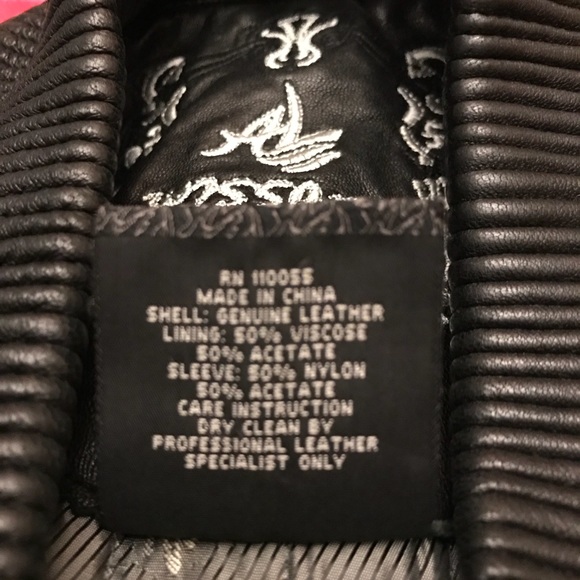 RN 110055
MADE IN CHINA
SHELL: GENUINE LEATHER
LINING: 50% VISCOSE
50% ACETATE
SLEEVE: 50% NYLON
50% ACETATE
CARE INSTRUCTION
DRY CLEAN BY
PROFESSIONAL LEATHER
SPECIALIST ONLY